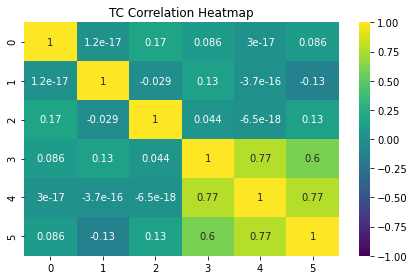 TC Correlation Heatmap
0 1 1.2e-17 0.17 0.086 3e-17 0.086
1 1.2e-17 1 -0.029 0.13 -3.7e-16 -0.13
2 0.17 -0.029 1 0.044 -6.5e-18 0.13
3 0.086 0.13 0.044 1 0.77 0.6
4 3e-17 -3.7e-16 -6.5e-18 0.77 1 0.77
5 0.086 -0.13 0.13 0.6 0.77 1
0 1 2 3 4 5
1.00
0.75
0.50
0.25
0.00
-0.25
-0.50
-0.75
-1.00